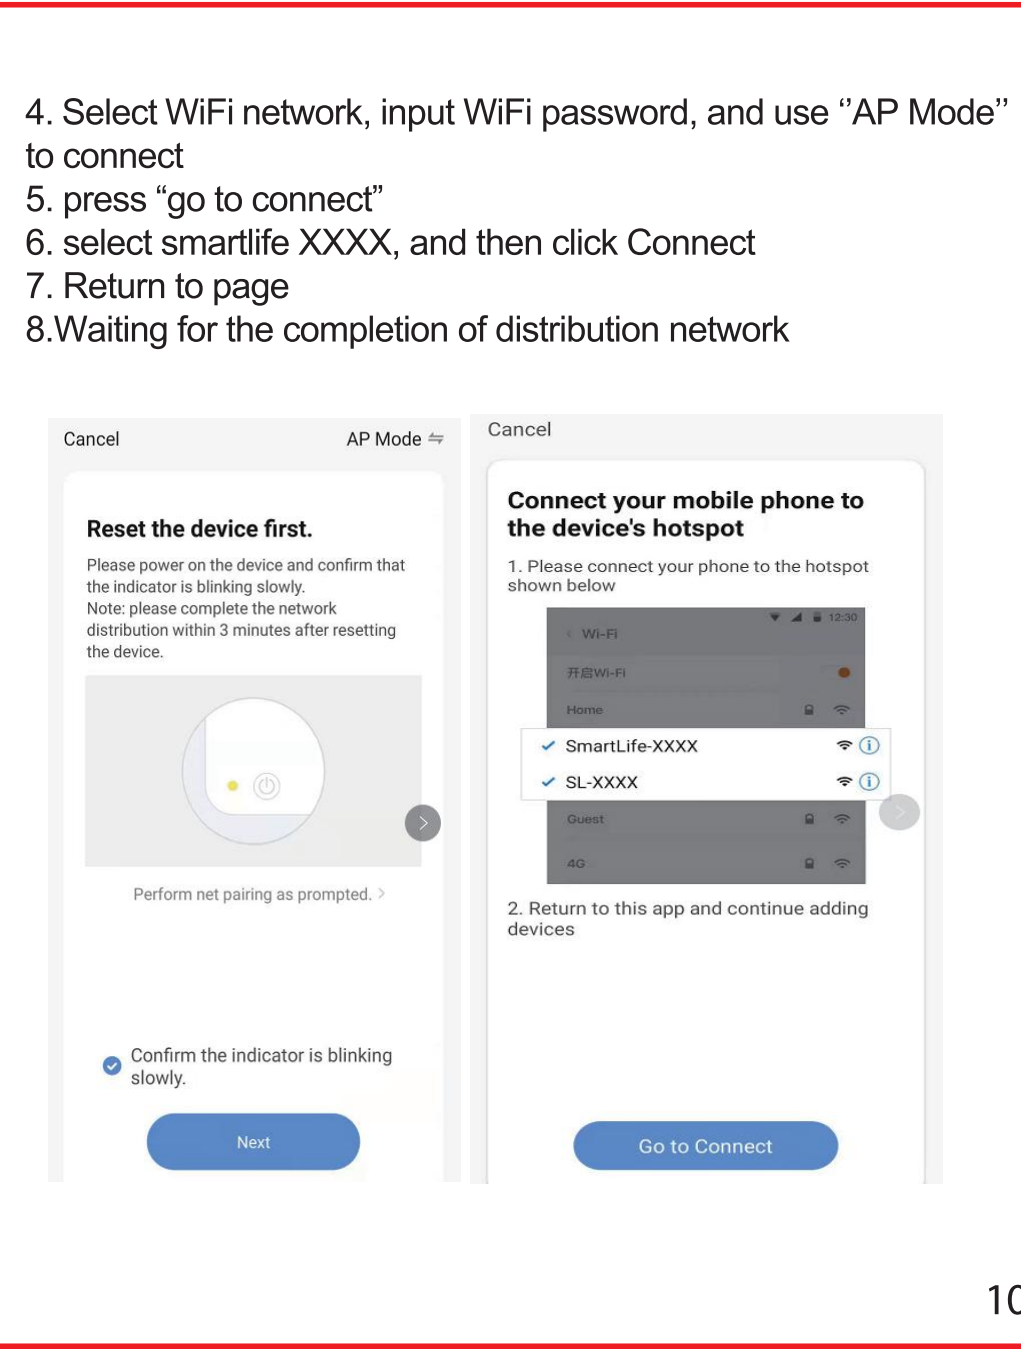 4. Select WiFi network, input WiFi password, and use ‘’AP Mode’’
to connect
5. press “go to connect”
6. select smartlife XXXX, and then click Connect
7. Return to page
8.Waiting for the completion of distribution network
Cancel
AP Mode
Reset the device first.
Please power on the device and confirm that
the indicator is blinking slowly.
Note: please complete the network
distribution within 3 minutes after resetting
the device.
Perform net pairing as prompted.
Confirm the indicator is blinking
slowly.
Next
Cancel
Connect your mobile phone to
the device's hotspot
1. Please connect your phone to the hotspot
shown below
12:30
Wi-Fi
开启Wi-Fi
Home
SmartLife-XXXX
SL-XXXX
Guest
4G
2. Return to this app and continue adding
devices
Go to Connect
10